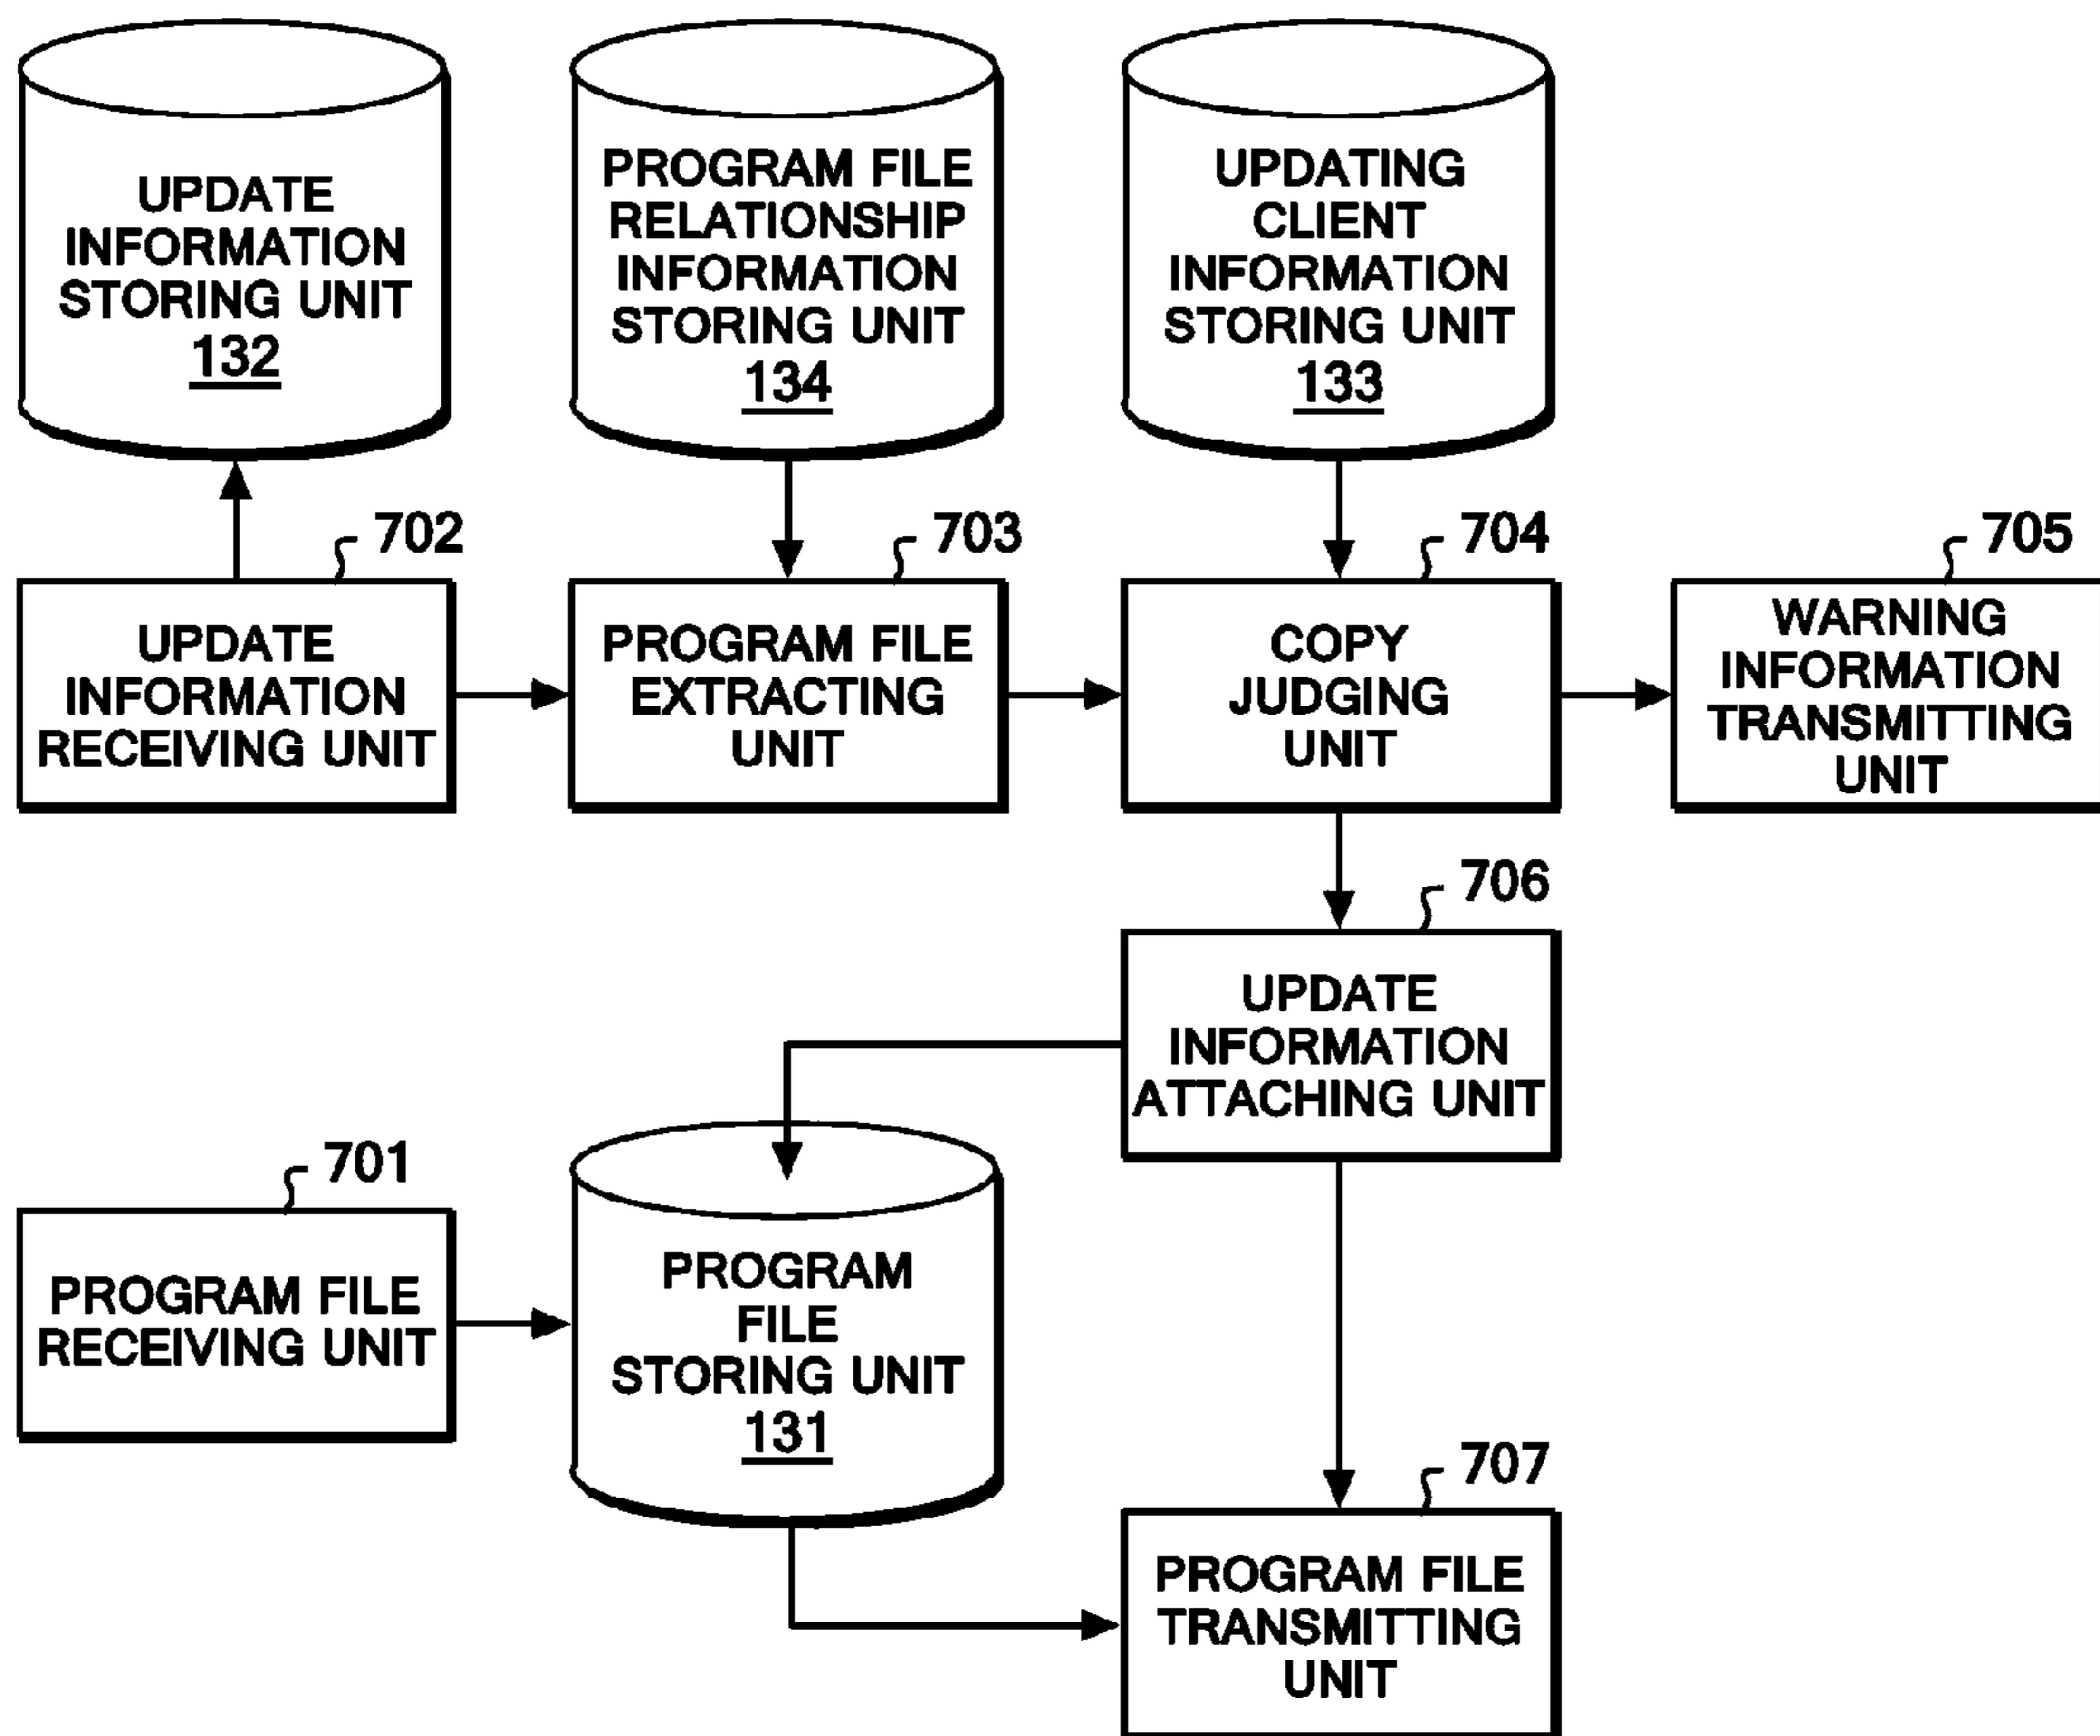 UPDATE
INFORMATION
STORING UNIT
132
PROGRAM FILE
RELATIONSHIP
INFORMATION
STORING UNIT
134
UPDATING
CLIENT
INFORMATION
STORING UNIT
133
702
UPDATE
INFORMATION
RECEIVING UNIT
703
PROGRAM FILE
EXTRACTING
UNIT
704
COPY
JUDGING
UNIT
705
WARNING
INFORMATION
TRANSMITTING
UNIT
706
UPDATE
INFORMATION
ATTACHING UNIT
701
PROGRAM FILE
RECEIVING UNIT
PROGRAM
FILE
STORING UNIT
131
707
PROGRAM FILE
TRANSMITTING
UNIT